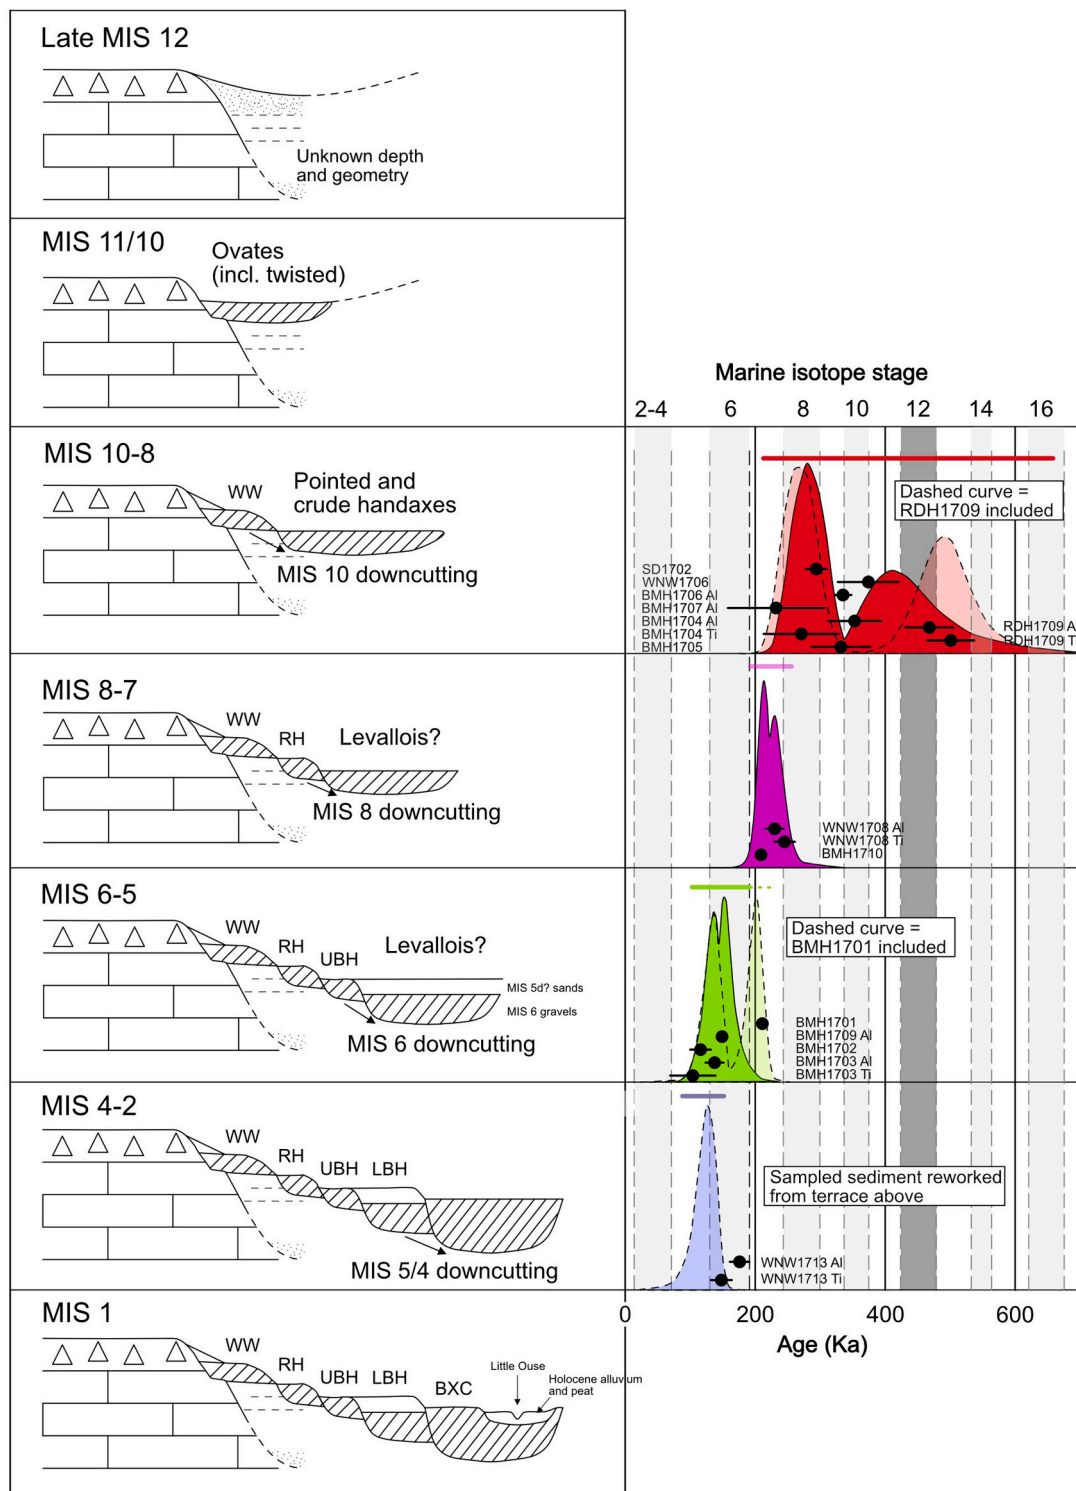 Late MIS 12
Unknown depth
and geometry
MIS 11/10
Ovates
(incl. twisted)
Marine isotope stage
2-4 6 8 10 12 14 16
MIS 10-8
WW
Pointed and
crude handaxes
MIS 10 downcutting
Dashed curve =
RDH1709 included
SD1702
WNW1706
BMH1706 Al
BMH1707 Al
BMH1704 Al
BMH1704 Ti
BMH1705
RDH1709 A
RDH1709 T
MIS 8-7
WW
RH
Levallois?
MIS 8 downcutting
WNW1708 Al
WNW1708 Ti
BMH1710
MIS 6-5
WW
RH
UBH
Levallois?
MIS 5d? sands
MIS 6 gravels
MIS 6 downcutting
Dashed curve =
BMH1701 included
BMH1701
BMH1709 Al
BMH1702
BMH1703 Al
BMH1703 Ti
MIS 4-2
WW
RH
UBH LBH
MIS 5/4 downcutting
Sampled sediment reworked
from terrace above
WNW1713 Al
WNW1713 Ti
0 200 400 600
Age (Ka)
MIS 1
WW
RH
UBH LBH
BXC
Little Ouse
Holocene alluvium
and peat